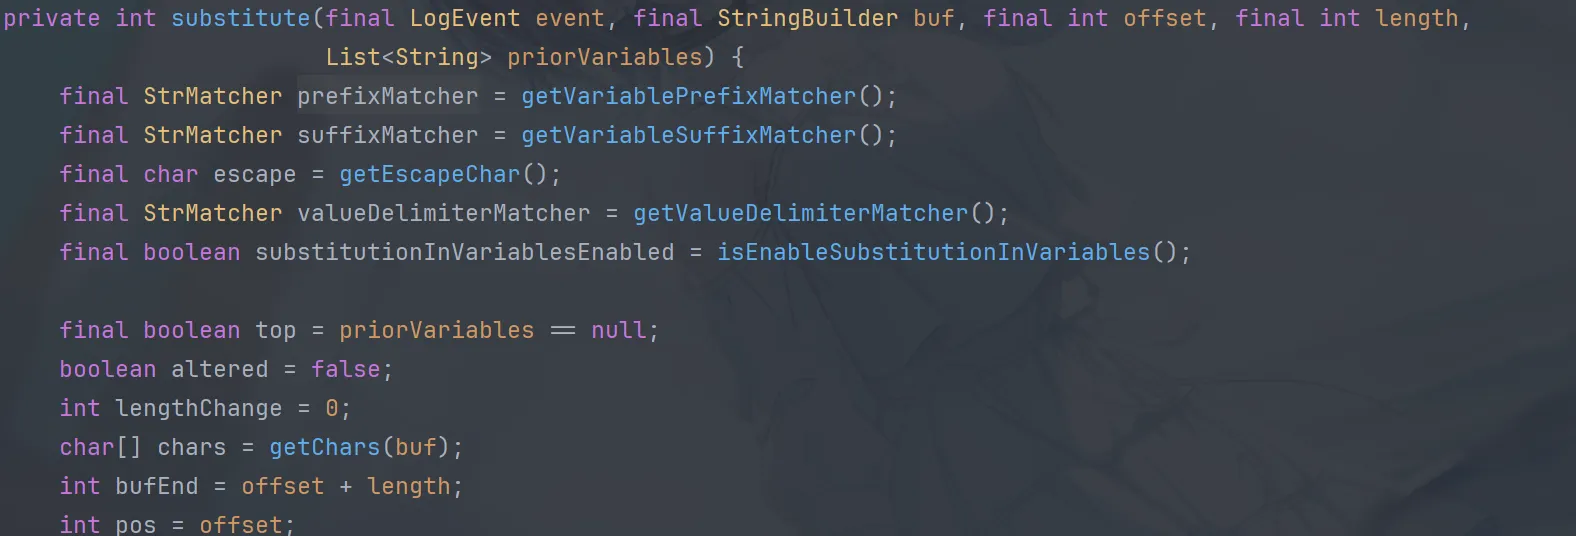 private int substitute(final LogEvent event, final StringBuilder buf, final int offset, final int length,
List<String> priorVariables) {
final StrMatcher prefixMatcher = getVariablePrefixMatcher();
final StrMatcher suffixMatcher = getVariableSuffixMatcher();
final char escape = getEscapeChar();
final StrMatcher valueDelimiterMatcher = getValueDelimiterMatcher();
final boolean substitutionInVariablesEnabled = isEnableSubstitutionInVariables();
final boolean top = priorVariables == null;
boolean altered = false;
int lengthChange = 0;
char[] chars = getChars(buf);
int bufEnd = offset + length;
int pos = offset;